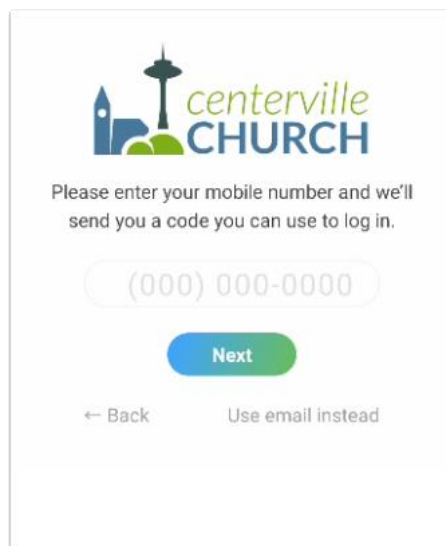 centerville
CHURCH
Please enter your mobile number and we'll
send you a code you can use to log in.
(000) 000-0000
Next
← Back Use email instead